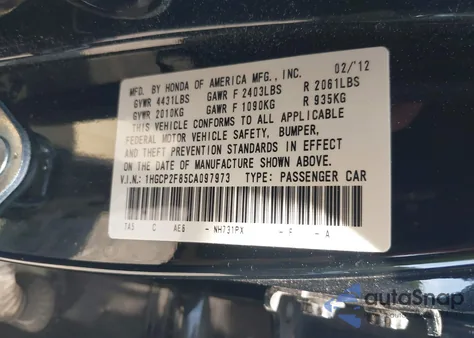 MFD. BY HONDA OF AMERICA MFG., INC. 02/'12
GVWR 4431LBS GAWR F 2403LBS R 2061LBS
GVWR 2010KG GAWR F 1090KG R 935KG
THIS VEHICLE CONFORMS TO ALL APPLICABLE
FEDERAL MOTOR VEHICLE SAFETY, BUMPER,
AND THEFT PREVENTION STANDARDS IN EFFECT
ON THE DATE OF MANUFACTURE SHOWN ABOVE.
V.I.N.: 1HGCP2F85CA097973 TYPE: PASSENGER CAR
TA5 C AE6 - NH731PX -F -A
autoSnap